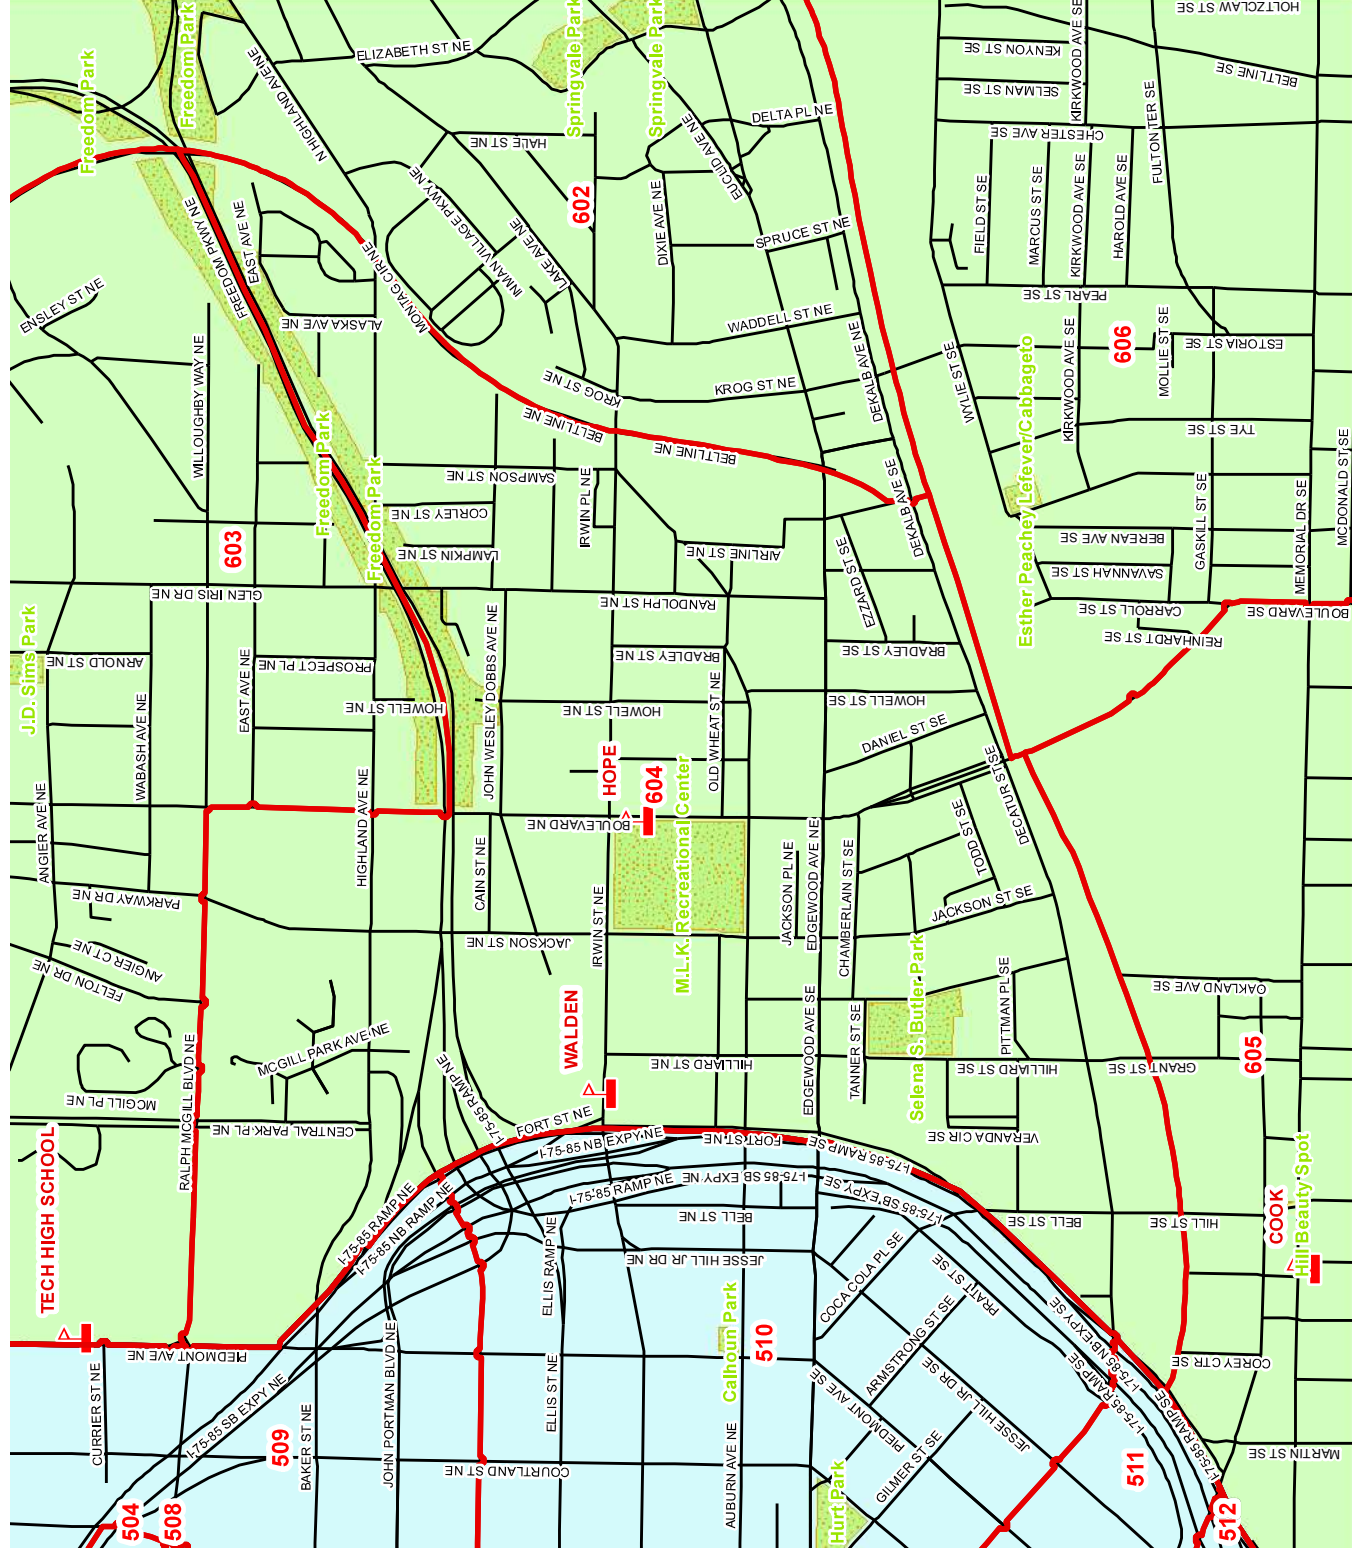 HOLTZCLAW ST SE
KENYON ST SE
KIRKWOOD AVE SE
BELTLINE SE
SELMAN ST SE
CHESTER AVE SE
FULTON TER SE
Freedom Park
Freedom Park
N HIGHLAND AVE NE
ELIZABETH ST NE
Springvale Park
Springvale Park
DELTA PL NE
HALE ST NE
EUCLID AVE NE
602
FREEDOM PKWY NE
EAST AVE NE
INMAN VILLAGE PKWY NE
LAKE AVE NE
DIXIE AVE NE
SPRUCE ST NE
FIELD ST SE
MARCUS ST SE
KIRKWOOD AVE SE
HAROLD AVE SE
ENSLEY ST NE
ALASKA AVE NE
MONTAG CIR NE
WADDELL ST NE
PEARL ST SE
WILLOUGHBY WAY NE
KROG ST NE
KROG ST NE
DEKALB AVE NE
WYLIE ST SE
Esther Peachey Lefever/Cabbageto
KIRKWOOD AVE SE
606
MOLLIE ST SE
ESTORIA ST SE
BELTLINE NE
BELTLINE NE
TYE ST SE
Freedom Park
Freedom Park
SAMPSON ST NE
603
CORLEY ST NE
LAMPKIN ST NE
IRWIN PL NE
AIRLINE ST NE
DEKALB AVE SE
GASKILL ST SE
MEMORIAL DR SE
MCDONALD ST SE
BEREAN AVE SE
SAVANNAH ST SE
CARROLL ST SE
BOULEVARD SE
REINHARDT ST SE
GLEN IRIS DR NE
RANDOLPH ST NE
EZZARD ST SE
J.D. Sims Park
ARNOLD ST NE
PROSPECT PL NE
JOHN WESLEY DOBBS AVE NE
BRADLEY ST NE
BRADLEY ST SE
WABASH AVE NE
EAST AVE NE
HOWELL ST NE
HOWELL ST NE
OLD WHEAT ST NE
HOWELL ST SE
DANIEL ST SE
HOPE
604
DECATUR ST SE
ANGIER AVE NE
HIGHLAND AVE NE
CAIN ST NE
BOULEVARD NE
M.L.K. Recreational Center
TODD ST SE
JACKSON PL NE
EDGEWOOD AVE NE
CHAMBERLAIN ST SE
PARKWAY DR NE
IRWIN ST NE
JACKSON ST NE
JACKSON ST SE
ANGIER CT NE
FELTON DR NE
WALDEN
Selena S. Butler Park
PITTMAN PL SE
OAKLAND AVE SE
RALPH MCGILL BLVD NE
MCGILL PARK AVE NE
MCGILL PL NE
I-75-85 RAMP NE
HILLIARD ST NE
EDGEWOOD AVE SE
TANNER ST SE
HILLIARD ST SE
GRANT ST SE
605
CENTRAL PARK PL NE
FORT ST NE
FORT ST NE
VERANDA CIR SE
TECH HIGH SCHOOL
I-75-85 NB EXPY NE
I-75-85 RAMP SE
I-75-85 RAMP NE
I-75-85 NB RAMP NE
I-75-85 RAMP NE
I-75-85 SB EXPY NE
I-75-85 SB EXPY SE
BELL ST NE
BELL ST SE
HILL ST SE
COOK
Hill Beauty Spot
ELLIS RAMP NE
JESSE HILL JR DR NE
COCA COLA PL SE
PRATT ST SE
I-75-85 NB EXPY SE
Calhoun Park
510
ARMSTRONG ST SE
JESSE HILL JR DR SE
PIEDMONT AVE NE
PIEDMONT AVE SE
COREY CTR SE
CURRIER ST NE
I-75-85 SB EXPY NE
JOHN PORTMAN BLVD NE
ELLIS ST NE
I-75-85 RAMP SE
I-75-85 RAMP SE
509
BAKER ST NE
COURTLAND ST NE
AUBURN AVE NE
GILMER ST SE
MARTIN ST SE
504
508
Hurt Park
511
512